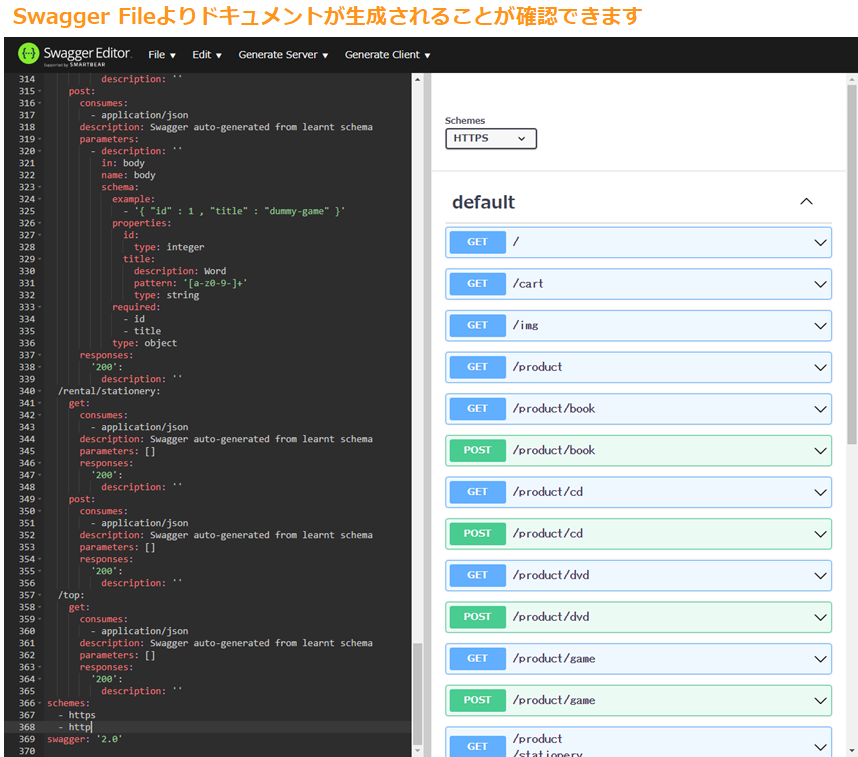 Swagger Fileよりドキュメントが生成されることが確認できます
Swagger Editor.
Supported by SMARTBEAR
File ▾ Edit ▾ Generate Server ▾ Generate Client ▾
314 description: ''
315 post:
316 consumes:
317 - application/json
318 description: Swagger auto-generated from learnt schema
319 parameters:
320 - description: ''
321 in: body
322 name: body
323 schema:
324 example:
325 - '{ "id" : 1 , "title" : "dummy-game" }'
326 properties:
327 id:
328 type: integer
329 title:
330 description: Word
331 pattern: '[a-z0-9-]+'
332 type: string
333 required:
334 - id
335 - title
336 type: object
337 responses:
338 '200':
339 description: ''
340 /rental/stationery:
341 get:
342 consumes:
343 - application/json
344 description: Swagger auto-generated from learnt schema
345 parameters: []
346 responses:
347 '200':
348 description: ''
349 post:
350 consumes:
351 - application/json
352 description: Swagger auto-generated from learnt schema
353 parameters: []
354 responses:
355 '200':
356 description: ''
357 /top:
358 get:
359 consumes:
360 - application/json
361 description: Swagger auto-generated from learnt schema
362 parameters: []
363 responses:
364 '200':
365 description: ''
366 schemes:
367 - https
368 - http
369 swagger: '2.0'
370
Schemes
HTTPS
default
GET /
GET /cart
GET /img
GET /product
GET /product/book
POST /product/book
GET /product/cd
POST /product/cd
GET /product/dvd
POST /product/dvd
GET /product/game
POST /product/game
GET /product
/stationery